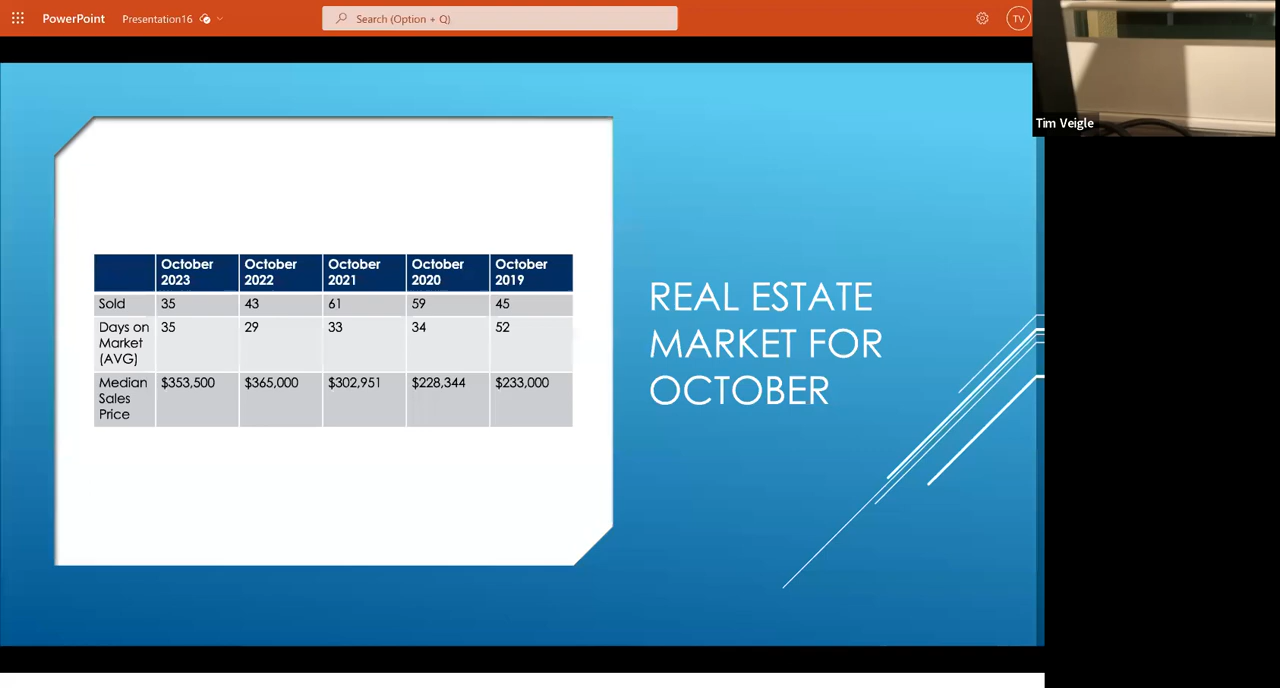 PowerPoint Presentation16 Search (Option + Q) TV
Tim Veigle
October 2023 October 2022 October 2021 October 2020 October 2019
Sold 35 43 61 59 45
Days on Market (AVG) 35 29 33 34 52
Median Sales Price $353,500 $365,000 $302,951 $228,344 $233,000
REAL ESTATE
MARKET FOR
OCTOBER